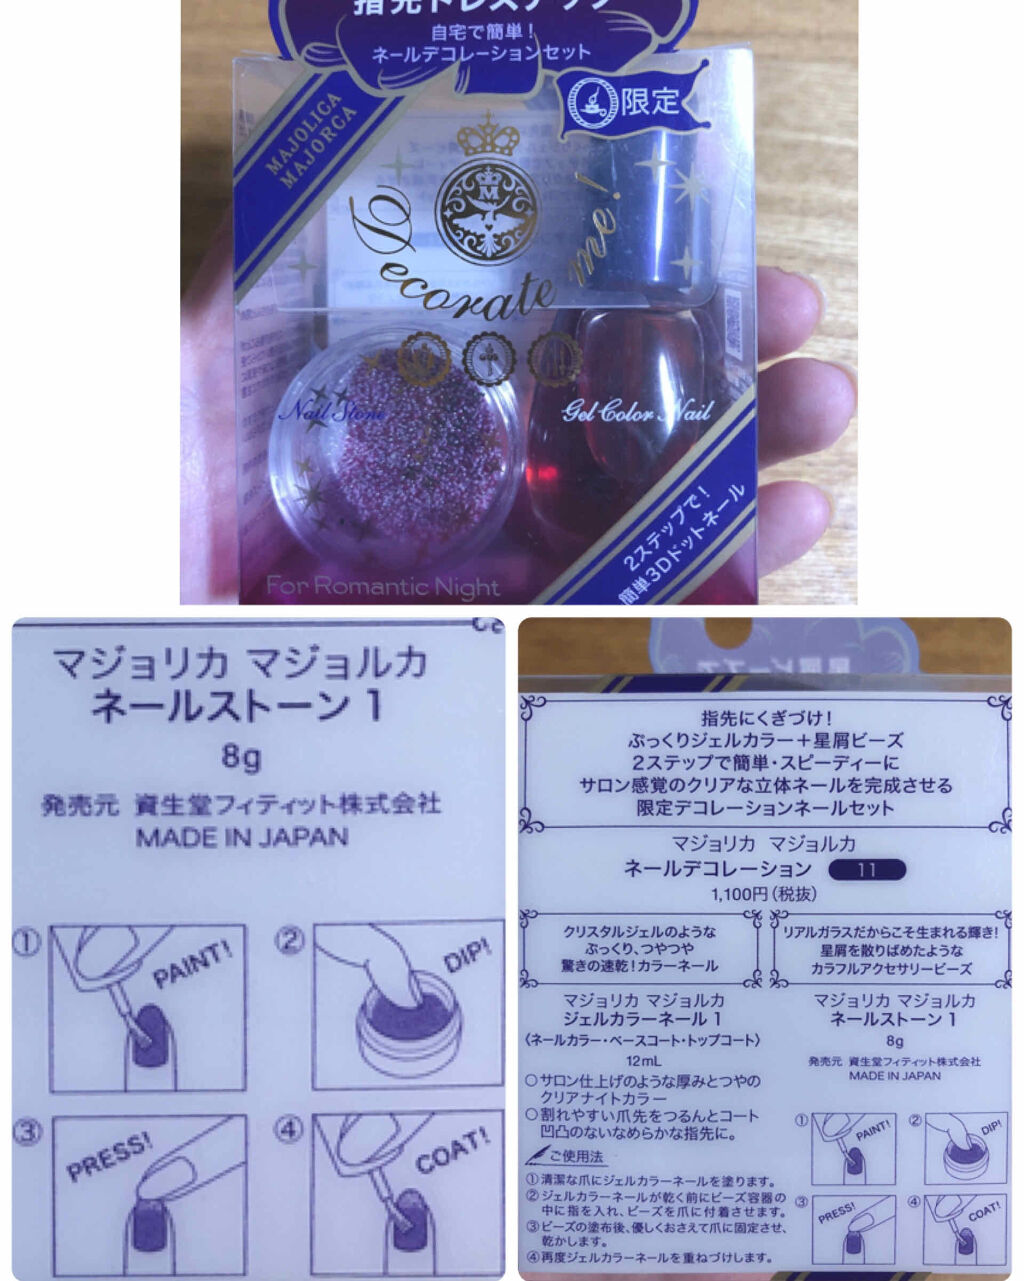 指先ドレスアップ
自宅で簡単!
ネールデコレーションセット
限定
MAJOLICA
MAJORCA
M
Decorate me!
Nail Stone
Gel Color Nail
2ステップで!
簡単3Dドットネール
For Romantic Night
マジョリカ マジョルカ
ネールストーン 1
8g
発売元 資生堂フィティット株式会社
MADE IN JAPAN
① PAINT!
② DIP!
③ PRESS!
④ COAT!
指先にくぎづけ!
ぷっくりジェルカラー+星屑ビーズ
2ステップで簡単・スピーディーに
サロン感覚のクリアな立体ネールを完成させる
限定デコレーションネールセット
マジョリカ マジョルカ
ネールデコレーション 11
1,100円(税抜)
クリスタルジェルのような
ぷっくり、つやつや
驚きの速乾!カラーネール
リアルガラスだからこそ生まれる輝き!
星屑を散りばめたような
カラフルアクセサリービーズ
マジョリカ マジョルカ
ジェルカラーネール 1
〈ネールカラー・ベースコート・トップコート〉
12mL
○サロン仕上げのような厚みとつやの
クリアナイトカラー
○割れやすい爪先をつるんとコート
凹凸のないなめらかな指先に。
ご使用法
①清潔な爪にジェルカラーネールを塗ります。
②ジェルカラーネールが乾く前にビーズ容器の
中に指を入れ、ビーズを爪に付着させます。
③ビーズの塗布後、優しくおさえて爪に固定させ、
乾かします。
④再度ジェルカラーネールを重ねづけします。
マジョリカ マジョルカ
ネールストーン 1
8g
発売元 資生堂フィティット株式会社
MADE IN JAPAN
① PAINT!
② DIP!
③ PRESS!
④ COAT!